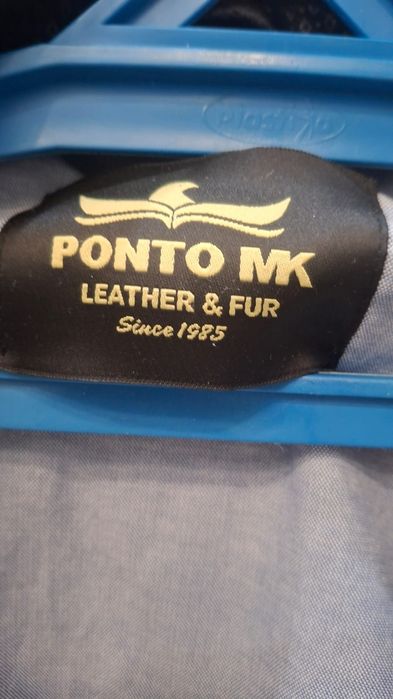 PONTO MK
LEATHER & FUR
Since 1985